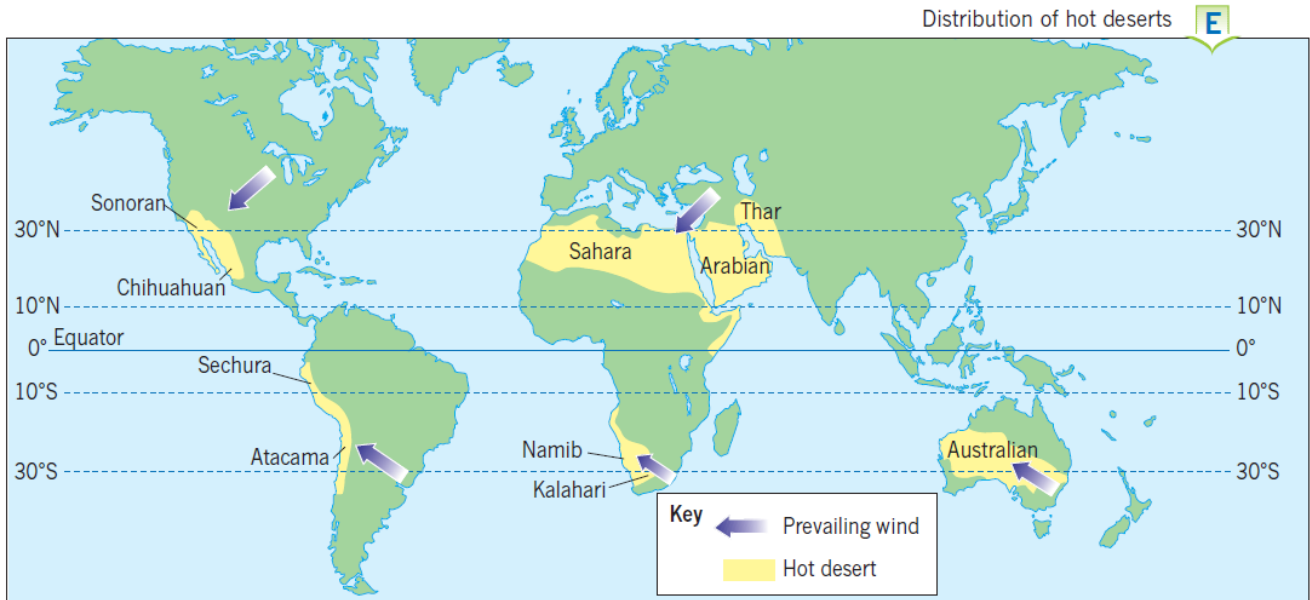 Distribution of hot deserts E
Sonoran
Thar
30°N 30°N
Sahara
Arabian
Chihuahuan
10°N 10°N
Equator
0° 0°
Sechura
10°S 10°S
Namib
Australian
Atacama
30°S 30°S
Kalahari
Key
Prevailing wind
Hot desert